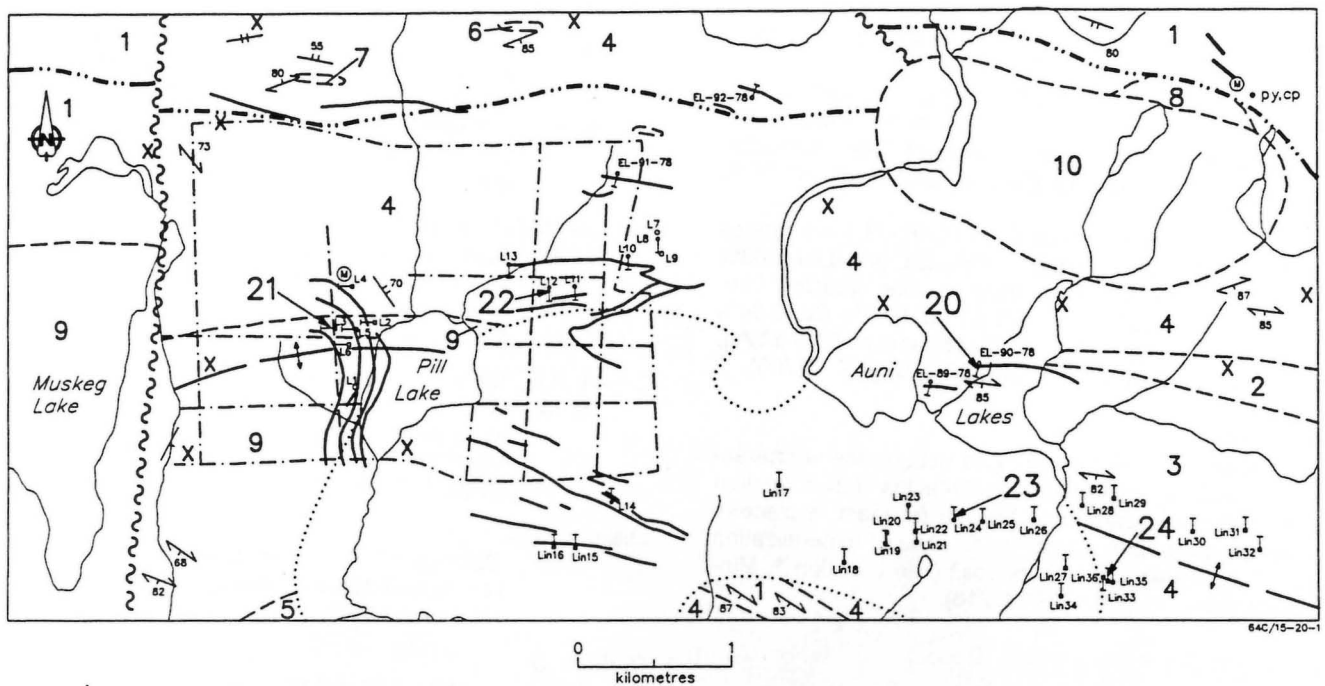 1
X
55
80
7
6
85
4
X
80
1
M
py,cp
8
1
N
X
73
X
EL-92-78
10
4
EL-91-78
L7
L8
L9
L10
L13
X
4
M
L4
70
21
22
L12
L11
20
X
X
87
X
4
85
9
L2
9
L6
Pill
Lake
X
Muskeg
Lake
L1
Auni
Lakes
EL-90-78
EL-89-78
85
X
2
9
X
X
3
Lin17
Lin23
23
82
Lin28
Lin29
24
L14
Lin20
Lin22
Lin24
Lin25
Lin26
Lin30
Lin31
Lin16
Lin15
Lin19
Lin21
Lin32
Lin18
Lin27
Lin36
Lin35
Lin33
4
68
82
Lin34
5
4
87
1
83
4
64C/15-20-1
0
1
kilometres